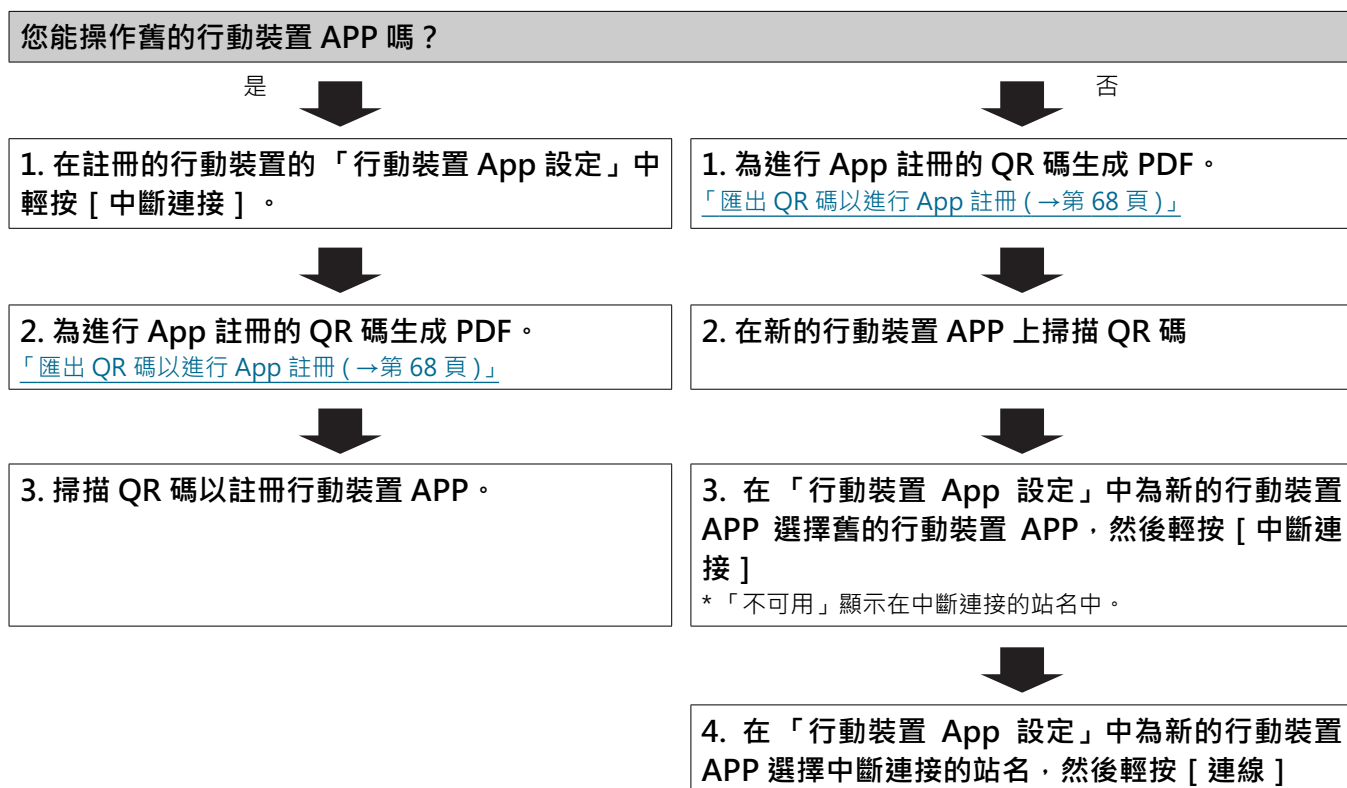 您能操作舊的行動裝置 APP 嗎？
是
否
1. 在註冊的行動裝置的 「行動裝置 App 設定」中
輕按 [ 中斷連接 ] 。
「匯出 QR 碼以進行 App 註冊 ( →第 68 頁 )」
2. 為進行 App 註冊的 QR 碼生成 PDF。
3. 掃描 QR 碼以註冊行動裝置 APP。
1. 為進行 App 註冊的 QR 碼生成 PDF。
「匯出 QR 碼以進行 App 註冊 ( →第 68 頁 )」
2. 在新的行動裝置 APP 上掃描 QR 碼
3. 在 「行動裝置 App 設定」中為新的行動裝置
APP 選擇舊的行動裝置 APP，然後輕按 [ 中斷連
接 ]
* 「不可用」顯示在中斷連接的站名中。
4. 在 「行動裝置 App 設定」中為新的行動裝置
APP 選擇中斷連接的站名，然後輕按 [ 連線 ]